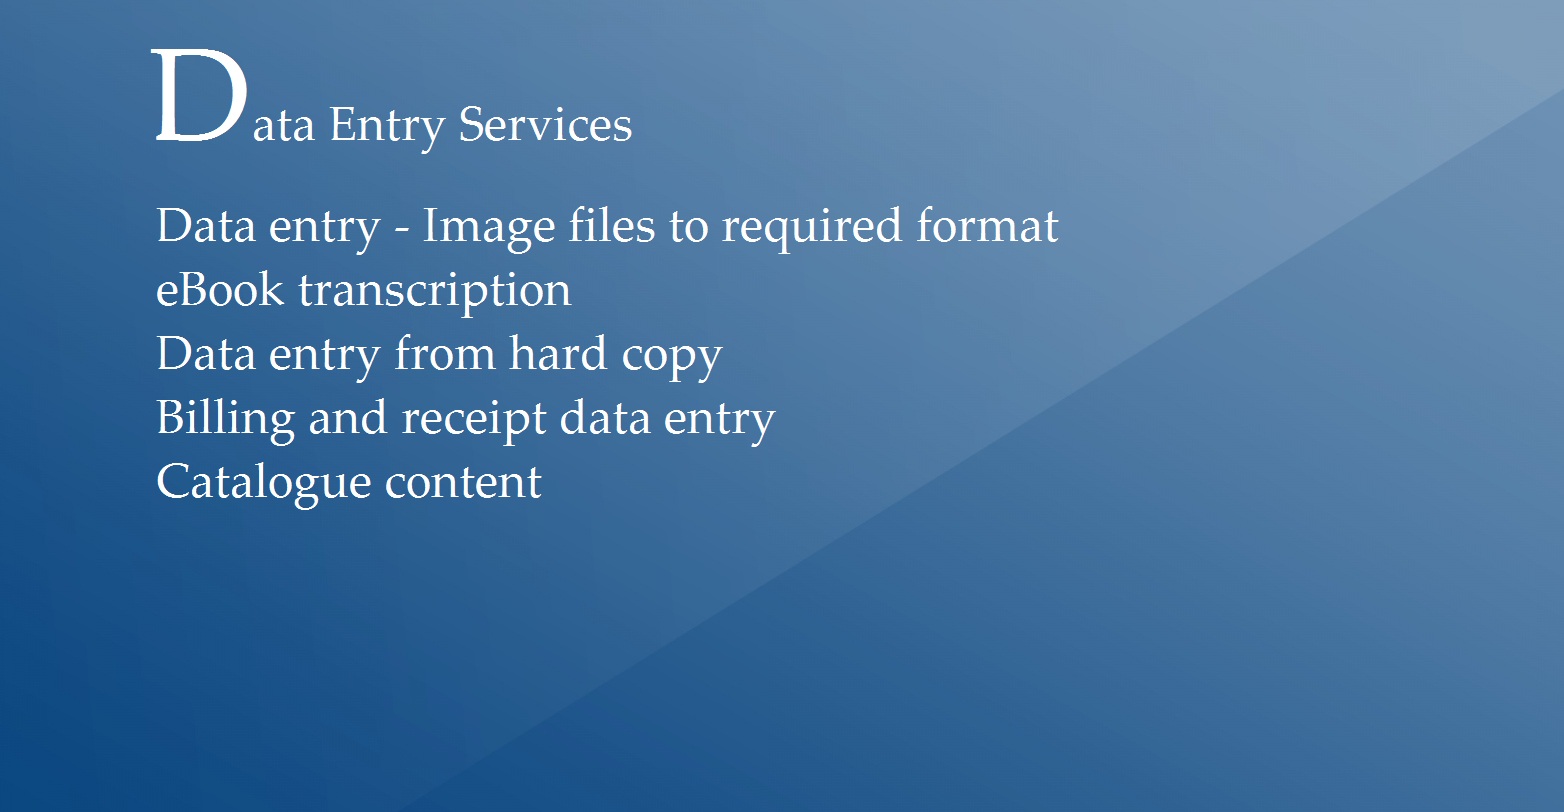 Data Entry Services
Data entry - Image files to required format
eBook transcription
Data entry from hard copy
Billing and receipt data entry
Catalogue content